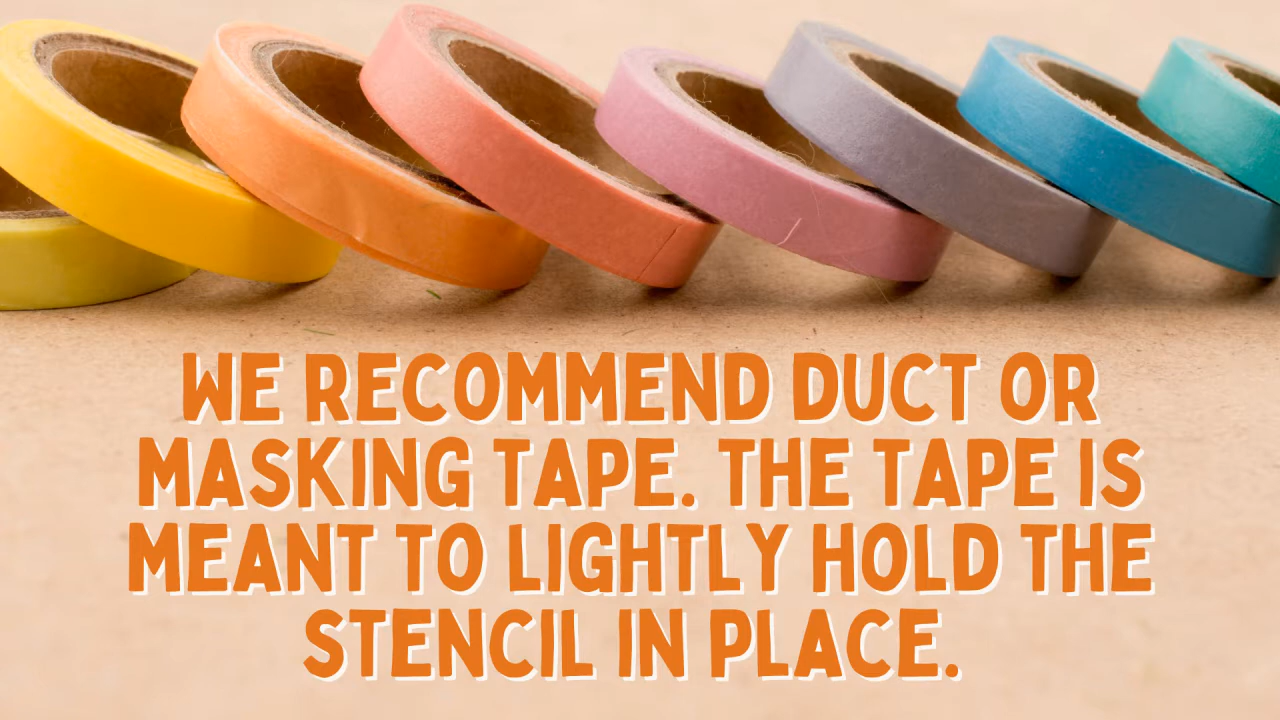 WE RECOMMEND DUCT OR
MASKING TAPE. THE TAPE IS
MEANT TO LIGHTLY HOLD THE
STENCIL IN PLACE.